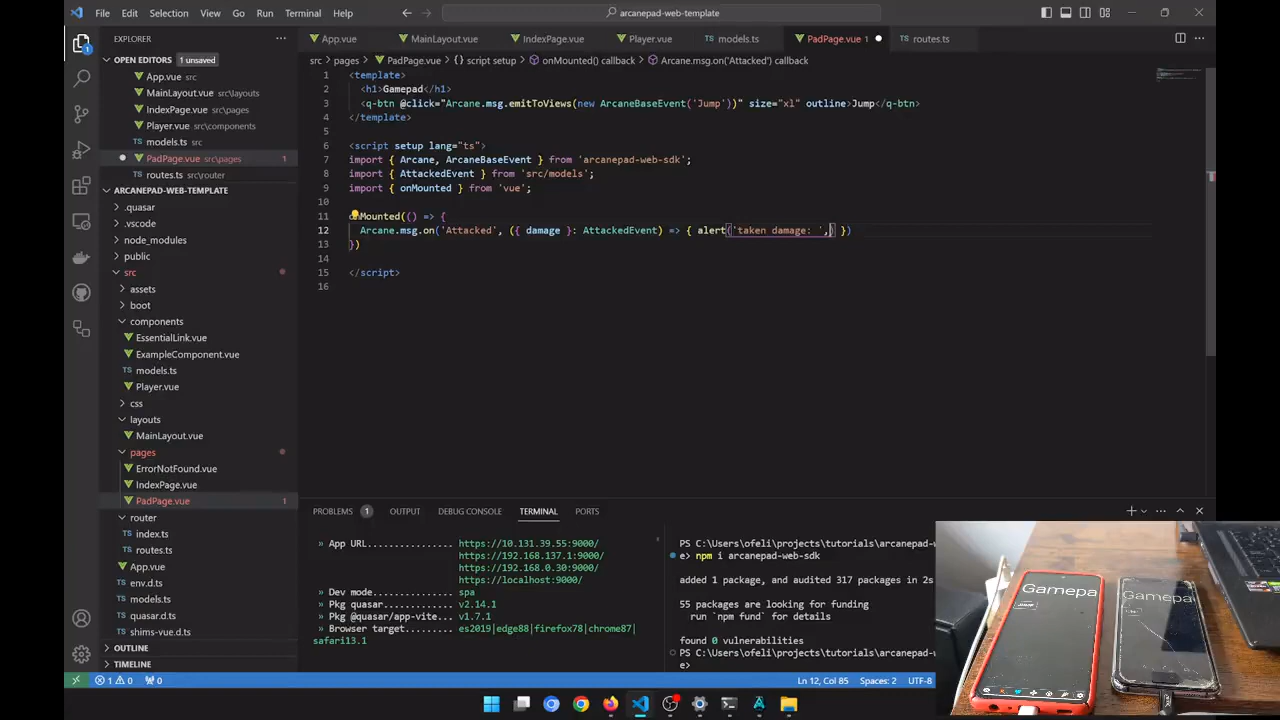 File Edit Selection View Go Run Terminal Help
arcanepad-web-template
EXPLORER
App.vue MainLayout.vue IndexPage.vue Player.vue models.ts PadPage.vue 1 routes.ts
src > pages > PadPage.vue > script setup > onMounted() callback > Arcane.msg.on('Attacked') callback
OPEN EDITORS 1 unsaved
App.vue src
MainLayout.vue src\layouts
IndexPage.vue src\pages
Player.vue src\components
models.ts src
PadPage.vue src\pages 1
routes.ts src\router
ARCANEPAD-WEB-TEMPLATE
.quasar
.vscode
node_modules
public
src
assets
boot
components
EssentialLink.vue
ExampleComponent.vue
models.ts
Player.vue
css
layouts
MainLayout.vue
pages
ErrorNotFound.vue
IndexPage.vue
PadPage.vue 1
router
index.ts
routes.ts
App.vue
env.d.ts
models.ts
quasar.d.ts
shims-vue.d.ts
OUTLINE
TIMELINE
1 <template>
2 <h1>Gamepad</h1>
3 <q-btn @click="Arcane.msg.emitToViews(new ArcaneBaseEvent('Jump'))" size="xl" outline>Jump</q-btn>
4 </template>
5
6 <script setup lang="ts">
7 import { Arcane, ArcaneBaseEvent } from 'arcanepad-web-sdk';
8 import { AttackedEvent } from 'src/models';
9 import { onMounted } from 'vue';
10
11 onMounted(() => {
12 Arcane.msg.on('Attacked', ({ damage }: AttackedEvent) => { alert('taken damage: ',) })
13 })
14
15 </script>
16
PROBLEMS 1 OUTPUT DEBUG CONSOLE TERMINAL PORTS
» App URL............... https://10.131.39.55:9000/
https://192.168.137.1:9000/
https://192.168.0.30:9000/
https://localhost:9000/
» Dev mode............... spa
» Pkg quasar............. v2.14.1
» Pkg @quasar/app-vite... v1.7.1
» Browser target......... es2019|edge88|firefox78|chrome87|
safari13.1
PS C:\Users\ofeli\projects\tutorials\arcanepad-w
e> npm i arcanepad-web-sdk
added 1 package, and audited 317 packages in 2s
55 packages are looking for funding
run `npm fund` for details
found 0 vulnerabilities
PS C:\Users\ofeli\projects\tutorials\arcanepad-w
e>
Gamepa
JUMP
Gamepa
1 0 0 Ln 12, Col 85 Spaces: 2 UTF-8